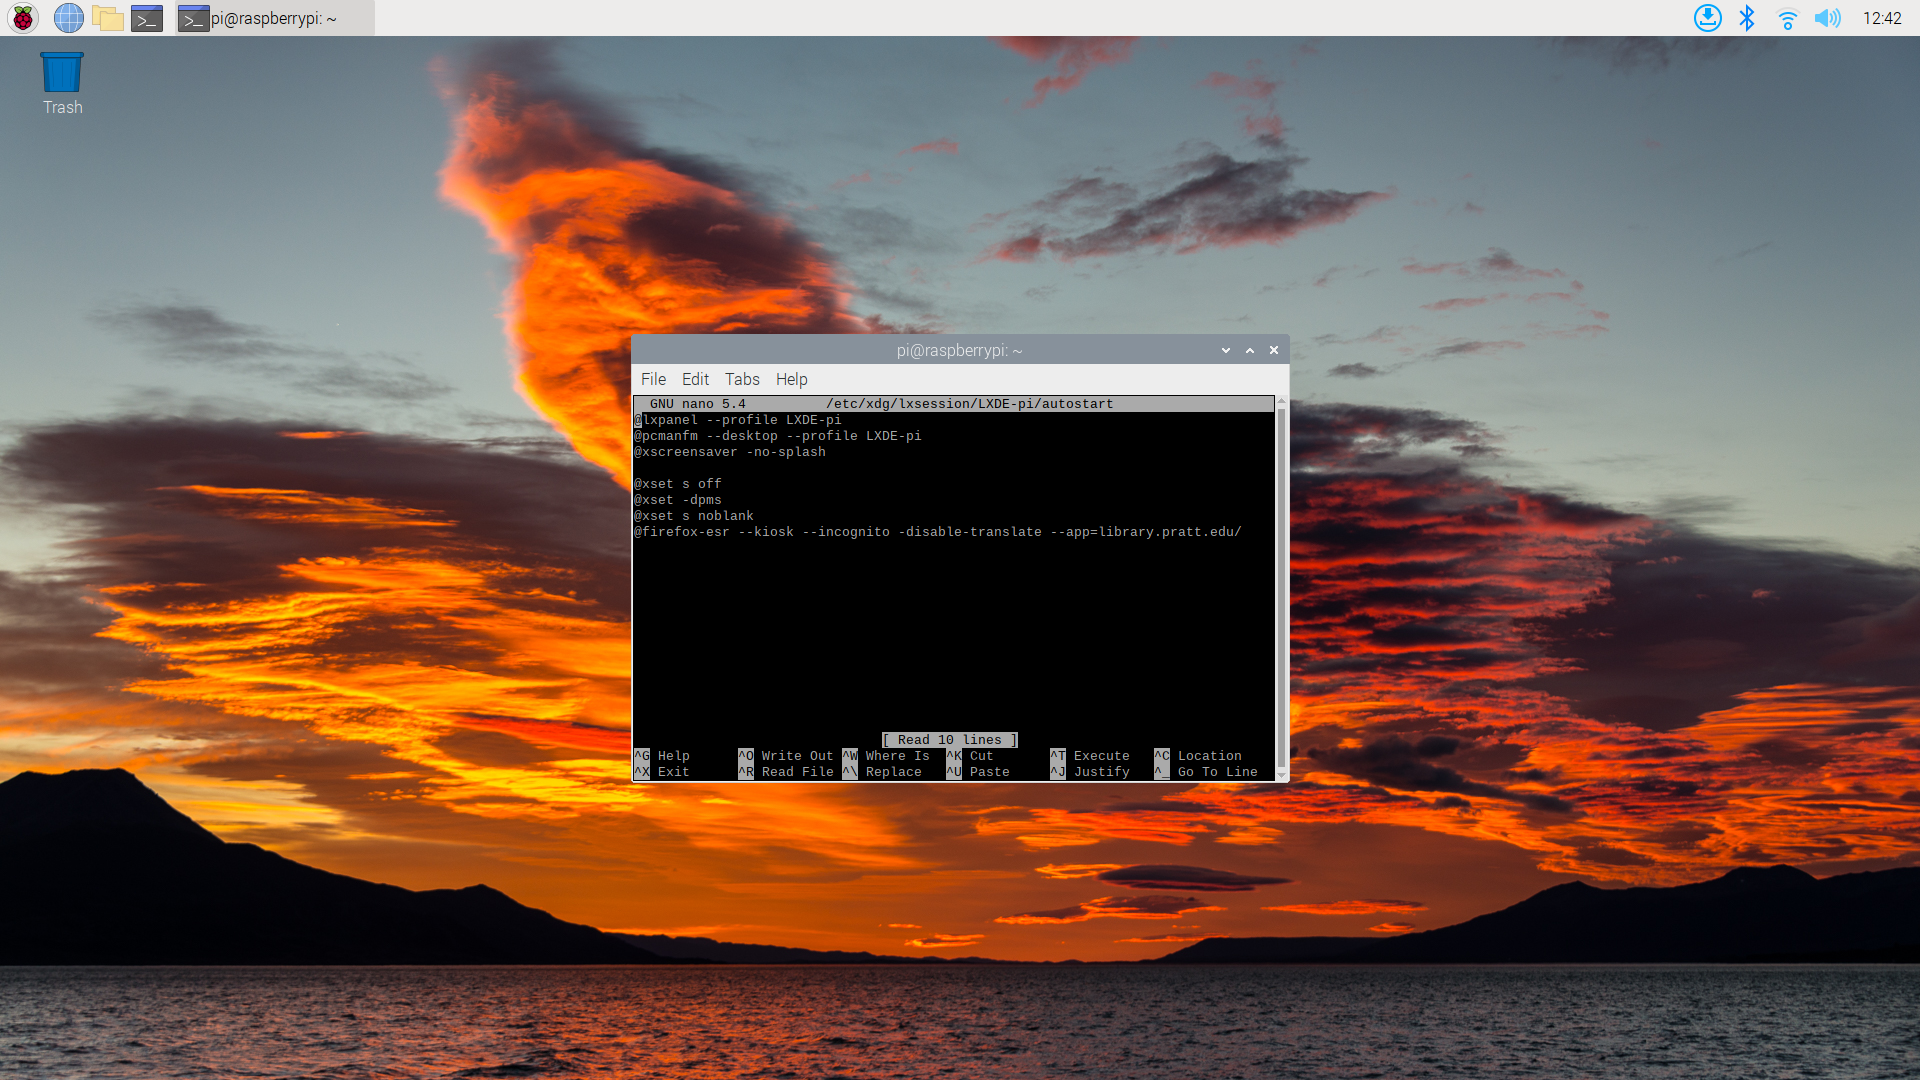 pi@raspberrypi: ~
12:42
Trash
pi@raspberrypi: ~
File Edit Tabs Help
GNU nano 5.4 /etc/xdg/lxsession/LXDE-pi/autostart
@lxpanel --profile LXDE-pi
@pcmanfm --desktop --profile LXDE-pi
@xscreensaver -no-splash
@xset s off
@xset -dpms
@xset s noblank
@firefox-esr --kiosk --incognito -disable-translate --app=library.pratt.edu/
[ Read 10 lines ]
^G Help ^O Write Out ^W Where Is ^K Cut ^T Execute ^C Location
^X Exit ^R Read File ^\ Replace ^U Paste ^J Justify ^_ Go To Line